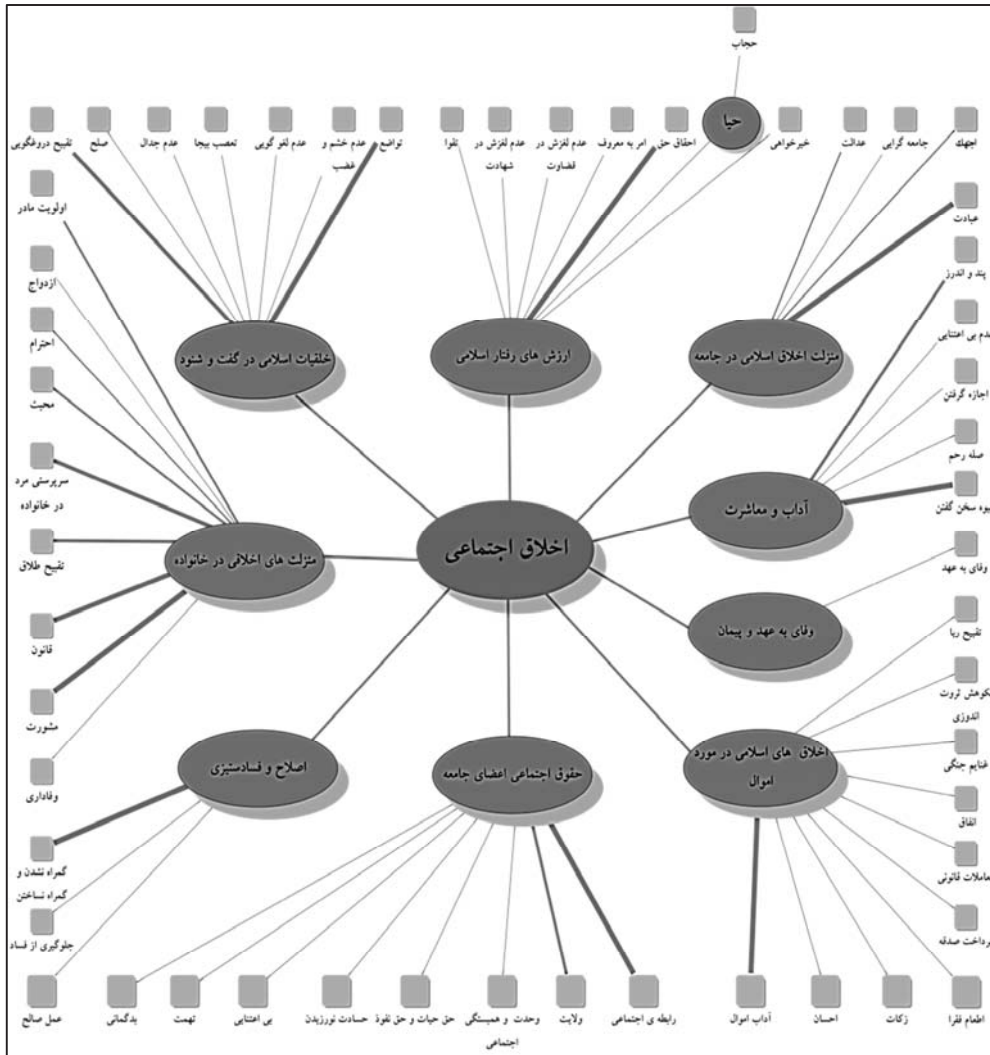 حجاب
حیا
تقبیح دروغگویی
صلح
عدم جدال
تعصب بیجا
عدم لغو گویی
عدم خشم و
غضب
تواضع
تقوا
عدم لغزش در
شهادت
عدم لغزش در
قضاوت
امر به معروف
احقاق حق
خیرخواهی
عدالت
جامعه گرایی
اولویت مادر
ازدواج
احترام
محبت
سرپرستی مرد
در خانواده
تقبیح طلاق
قانون
مشورت
وفاداری
گمراه نشدن و
گمراه نساختن
جلوگیری از فساد
عمل صالح
عبادت
پند و اندرز
عدم بی اعتنایی
اجازه گرفتن
صله رحم
یوه سخن گفتن
وفای به عهد
تقبیح ربا
نکوهش ثروت
اندوزی
غنایم جنگی
انفاق
عاملات قانونی
رداخت صدقه
اطعام فقرا
خلقیات اسلامی در گفت و شنود
ارزش های رفتار اسلامی
منزلت اخلاق اسلامی در جامعه
آداب و معاشرت
اخلاق اجتماعی
منزلت های اخلاقی در خانواده
وفای به عهد و پیمان
اصلاح و فسادستیزی
حقوق اجتماعی اعضای جامعه
اخلاق های اسلامی در مورد
اموال
بدگمانی
تهمت
بی اعتنایی
حسادت نورزیدن
حق حیات و حق نفوذ
وحدت و همبستگی
اجتماعی
ولایت
رابطه ی اجتماعی
آداب اموال
احسان
زکات